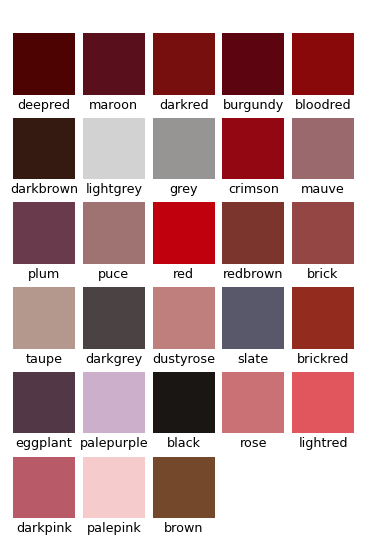 deepred maroon darkred burgundy bloodred
darkbrown lightgrey grey crimson mauve
plum puce red redbrown brick
taupe darkgrey dustyrose slate brickred
eggplant palepurple black rose lightred
darkpink palepink brown